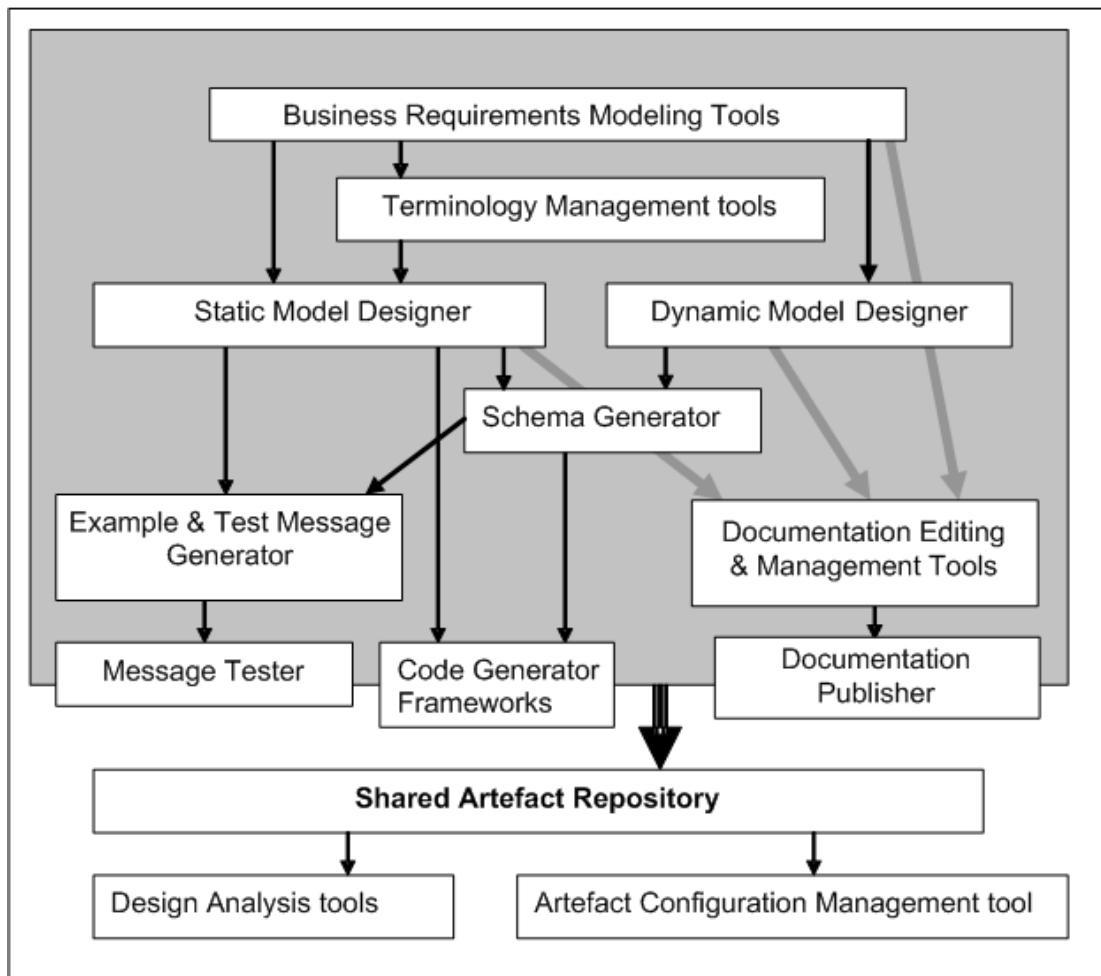 Business Requirements Modeling Tools
Terminology Management tools
Static Model Designer
Dynamic Model Designer
Schema Generator
Example & Test Message
Generator
Documentation Editing
& Management Tools
Message Tester
Code Generator
Frameworks
Documentation
Publisher
Shared Artefact Repository
Design Analysis tools
Artefact Configuration Management tool